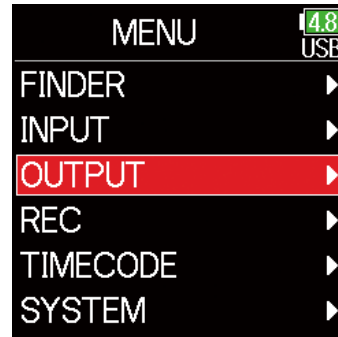 MENU
4.8
USB
FINDER
INPUT
OUTPUT
REC
TIMECODE
SYSTEM